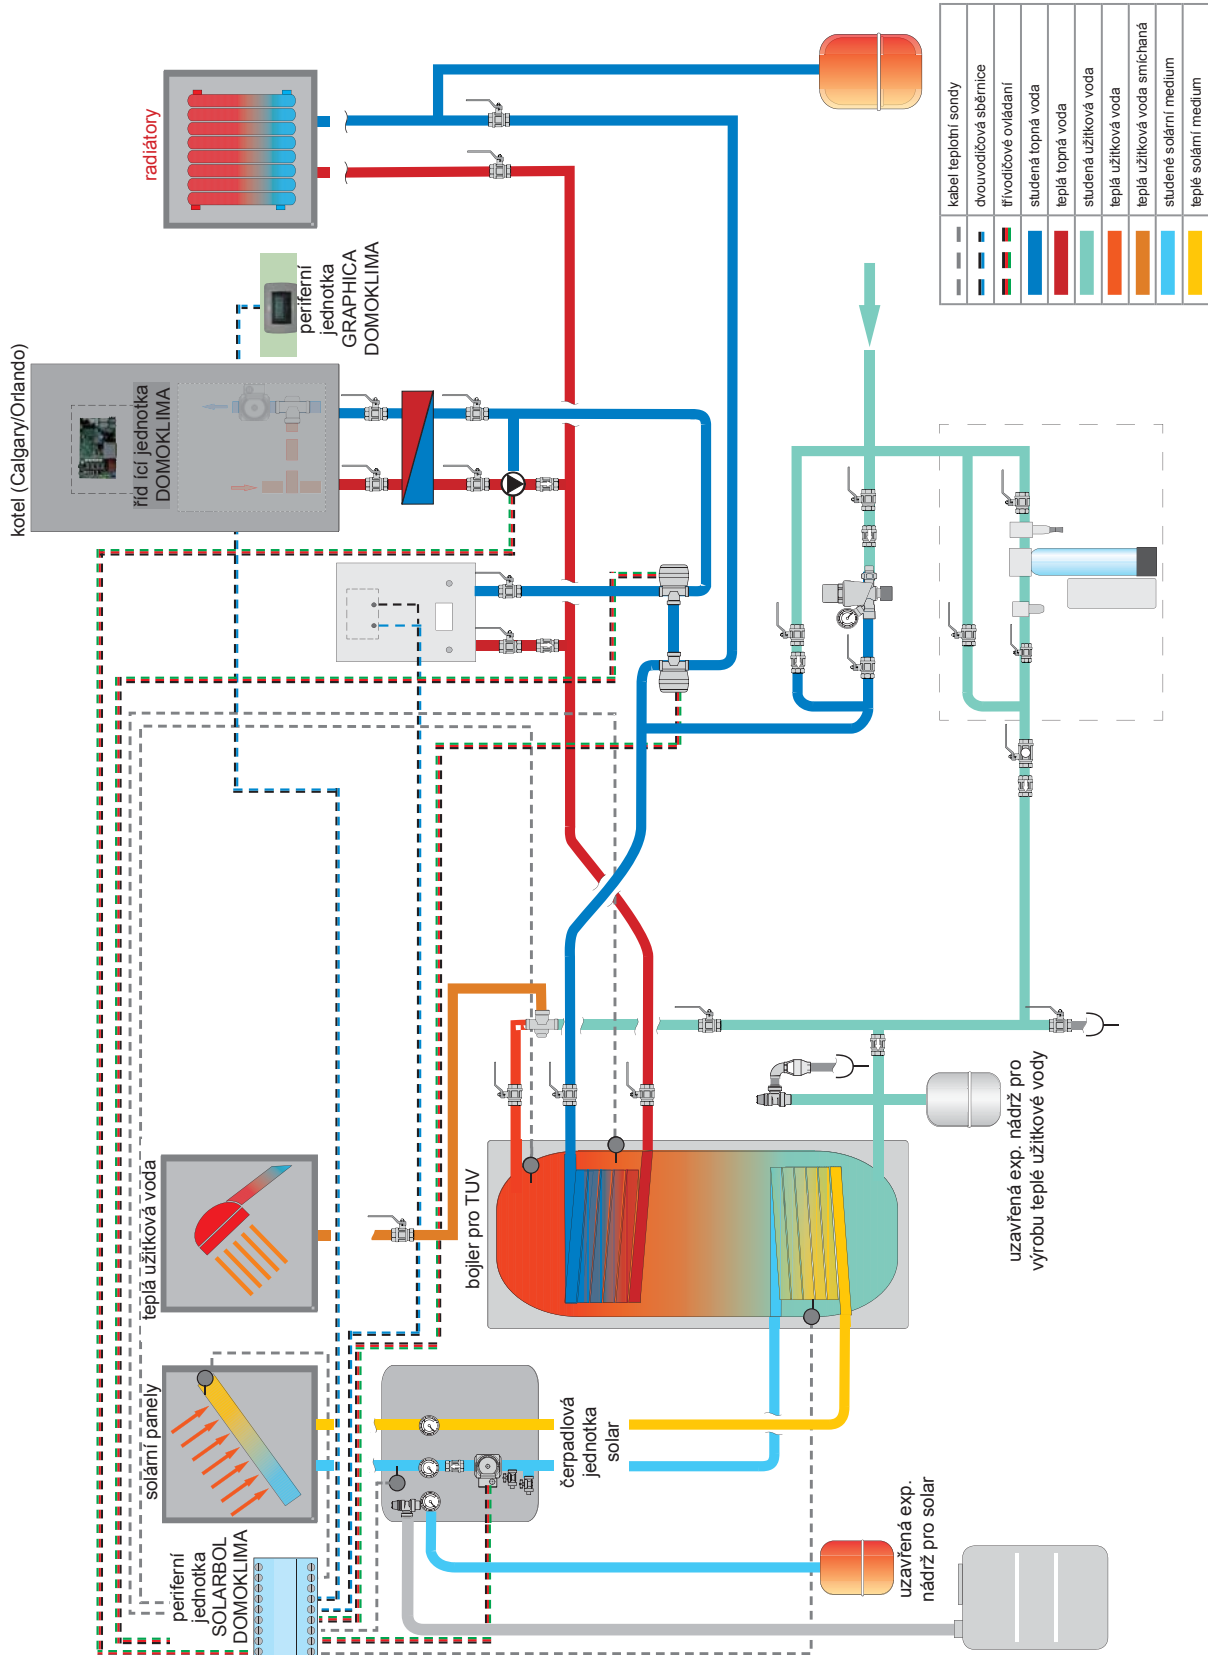 kotel (Calgary/Orlando)
říd ící jednotka
DOMOKLIMA
periferní
jednotka
GRAPHICA
DOMOKLIMA
radiátory
teplá užitková voda
solární panely
periferní
jednotka
SOLARBOL
DOMOKLIMA
bojler pro TUV
čerpadlová
jednotka
solar
uzavřená exp.
nádrž pro solar
uzavřená exp. nádrž pro
výrobu teplé užitkové vody
kabel teplotní sondy
dvouvodičová sběrnice
třívodičové ovládaní
studená topná voda
teplá topná voda
studená užitková voda
teplá užitková voda
teplá užitková voda smíchaná
studené solární medium
teplé solární medium